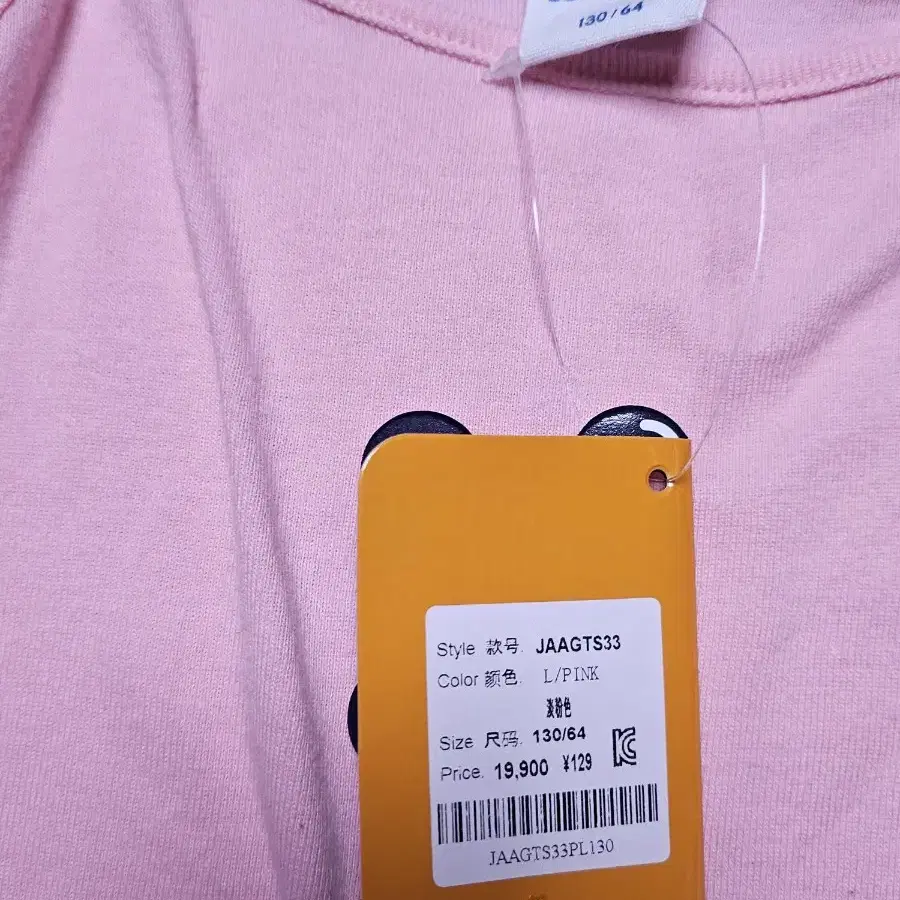 130/64
Style 款号. JAAGTS33
Color 颜色. L/PINK
淡粉色
Size 尺码. 130/64
Price. 19,900 ¥129
JAAGTS33PL130